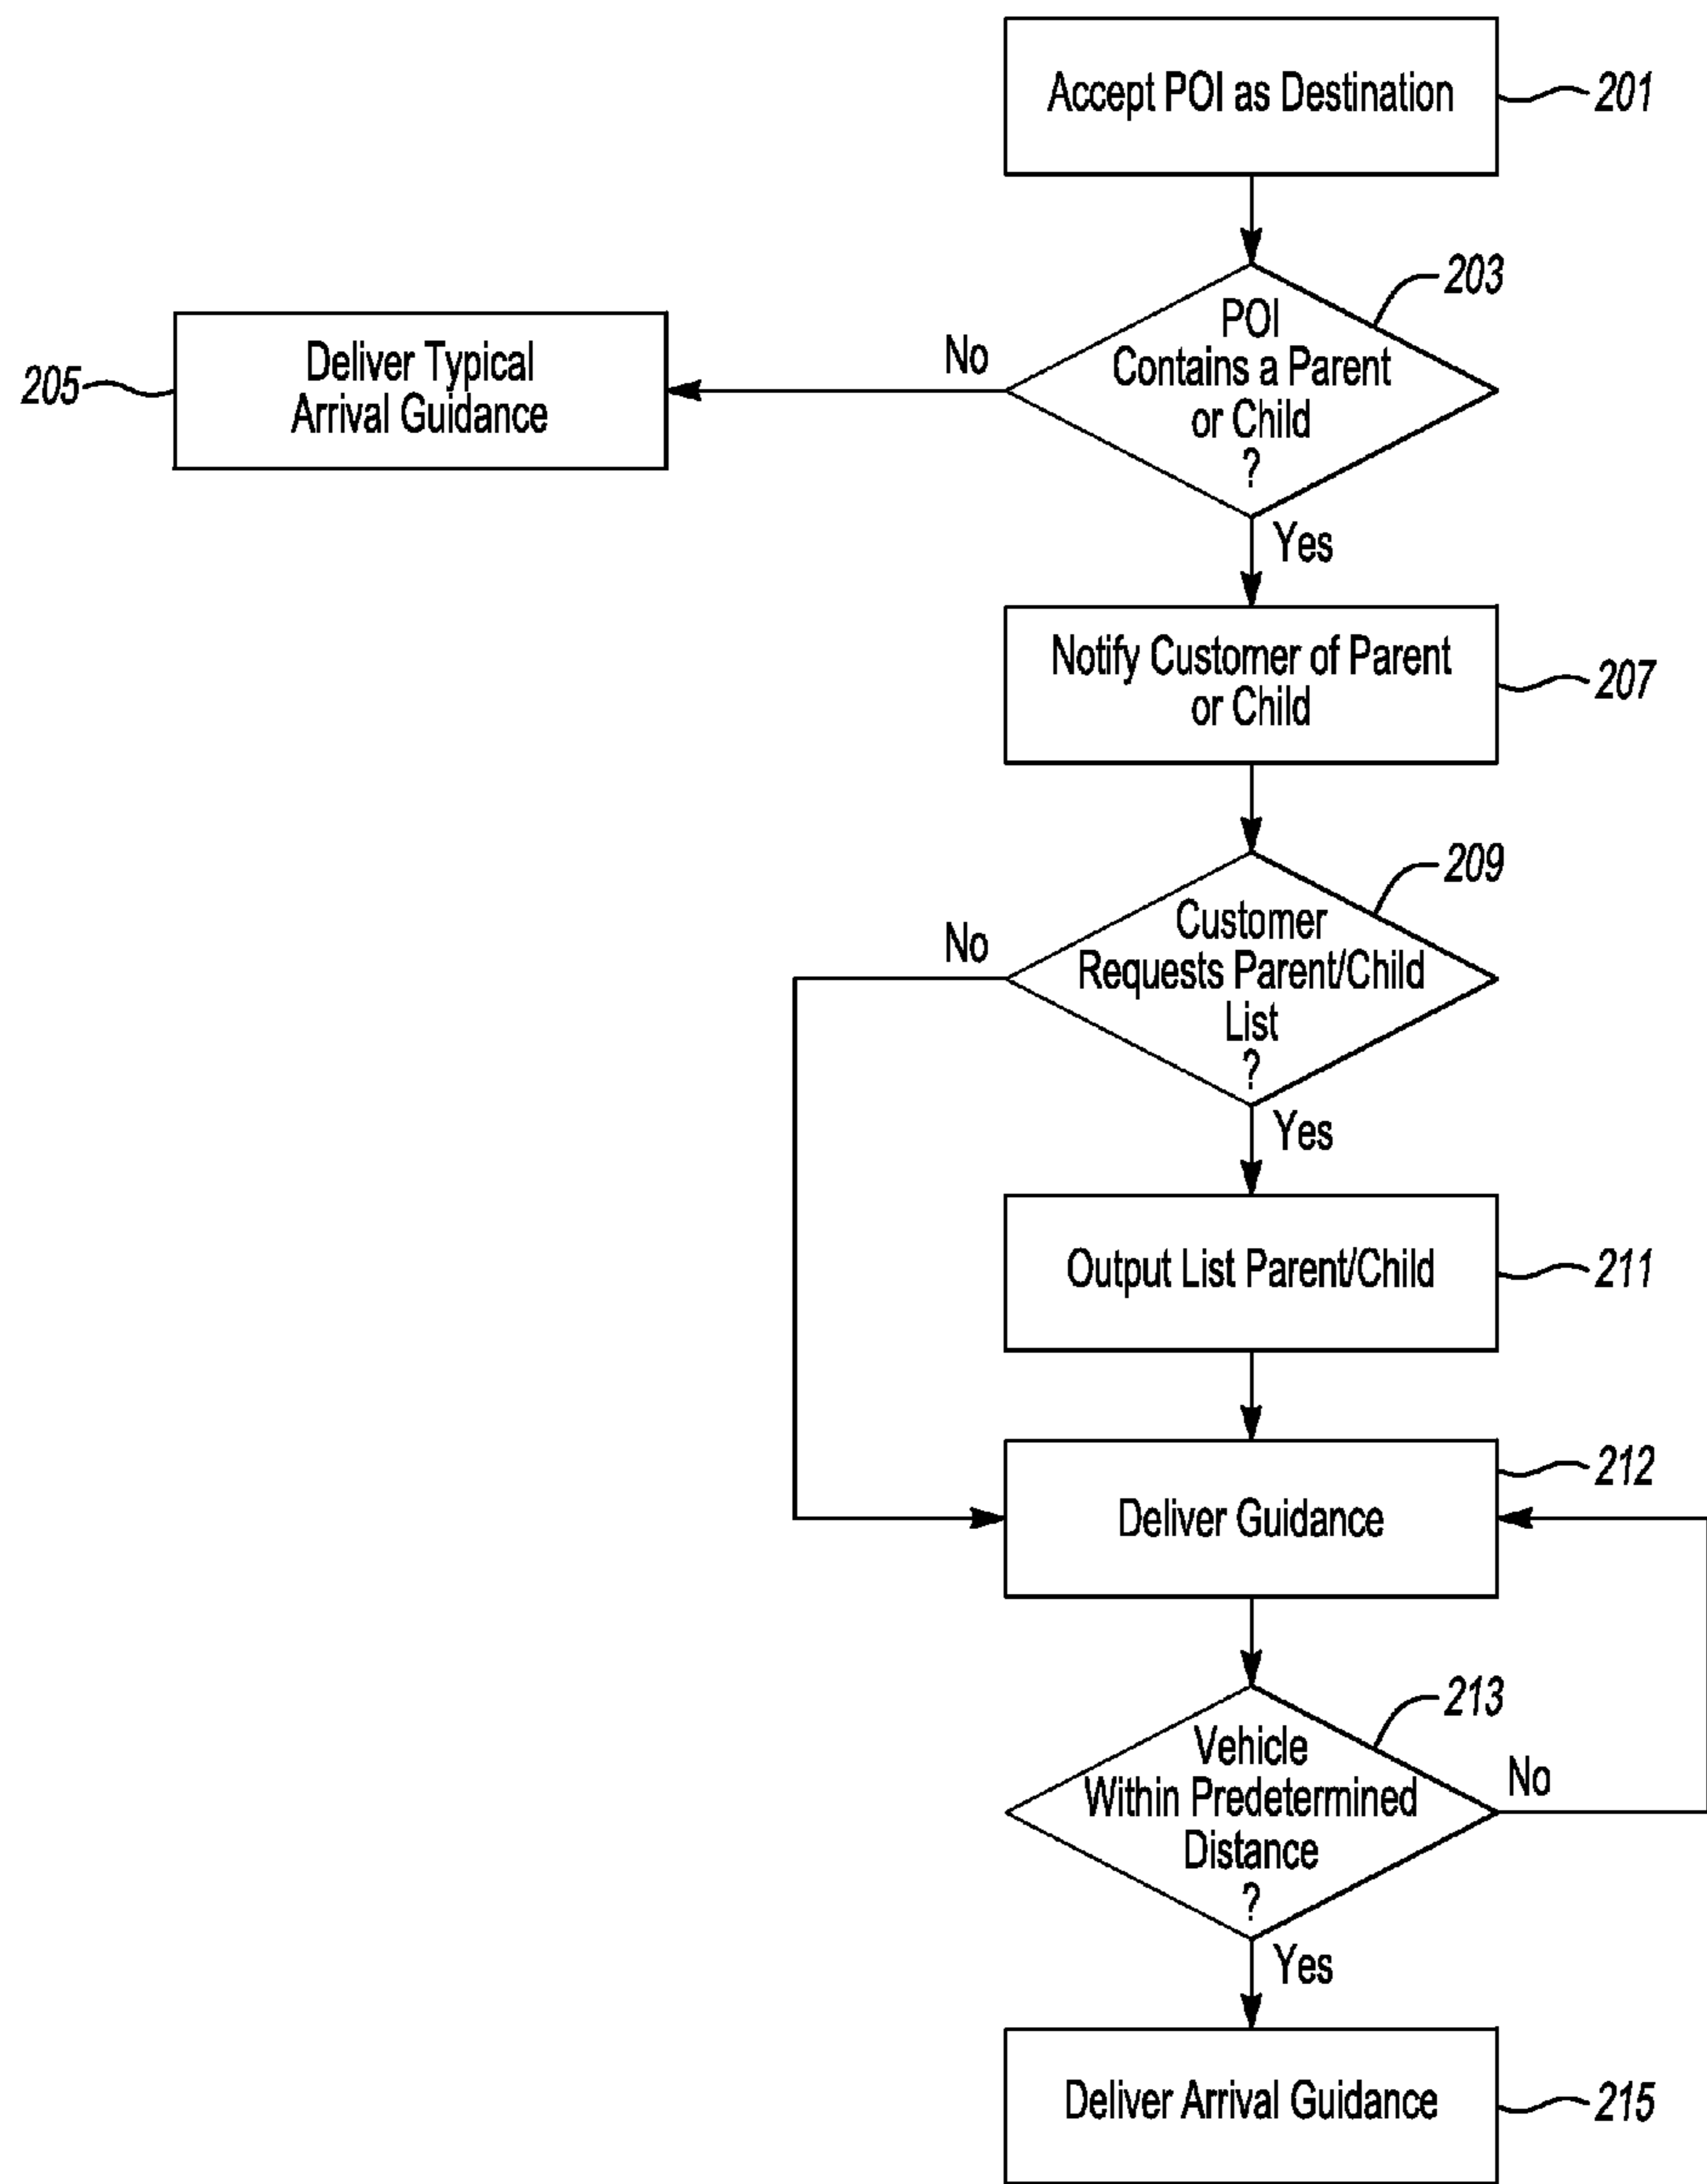 Accept POI as Destination
201
POI
Contains a Parent
or Child
?
203
No
Deliver Typical
Arrival Guidance
205
Yes
Notify Customer of Parent
or Child
207
Customer
Requests Parent/Child
List
?
209
No
Yes
Output List Parent/Child
211
Deliver Guidance
212
Vehicle
Within Predetermined
Distance
?
213
No
Yes
Deliver Arrival Guidance
215